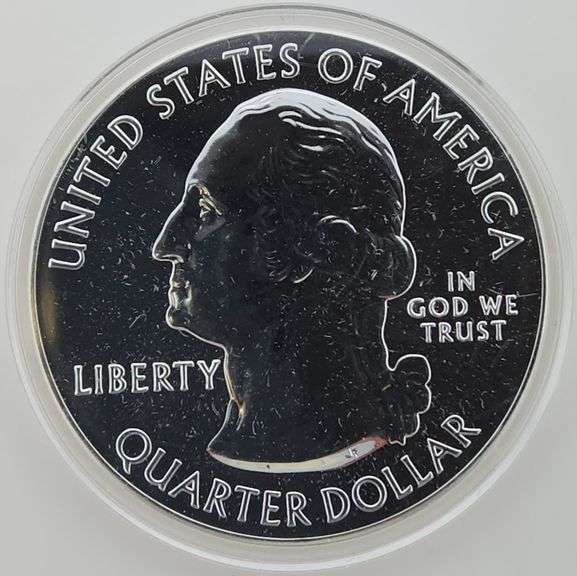 UNITED STATES OF AMERICA
IN
GOD WE
TRUST
LIBERTY
QUARTER DOLLAR